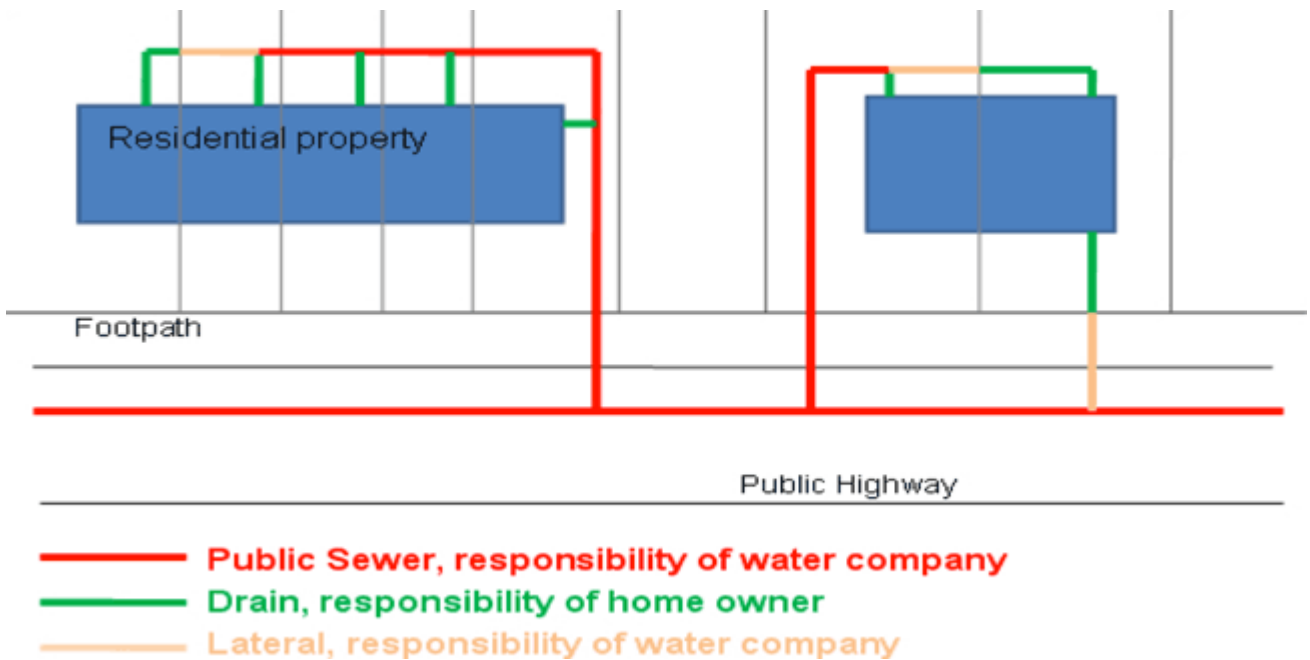 Residential property
Footpath
Public Highway
Public Sewer, responsibility of water company
Drain, responsibility of home owner
Lateral, responsibility of water company